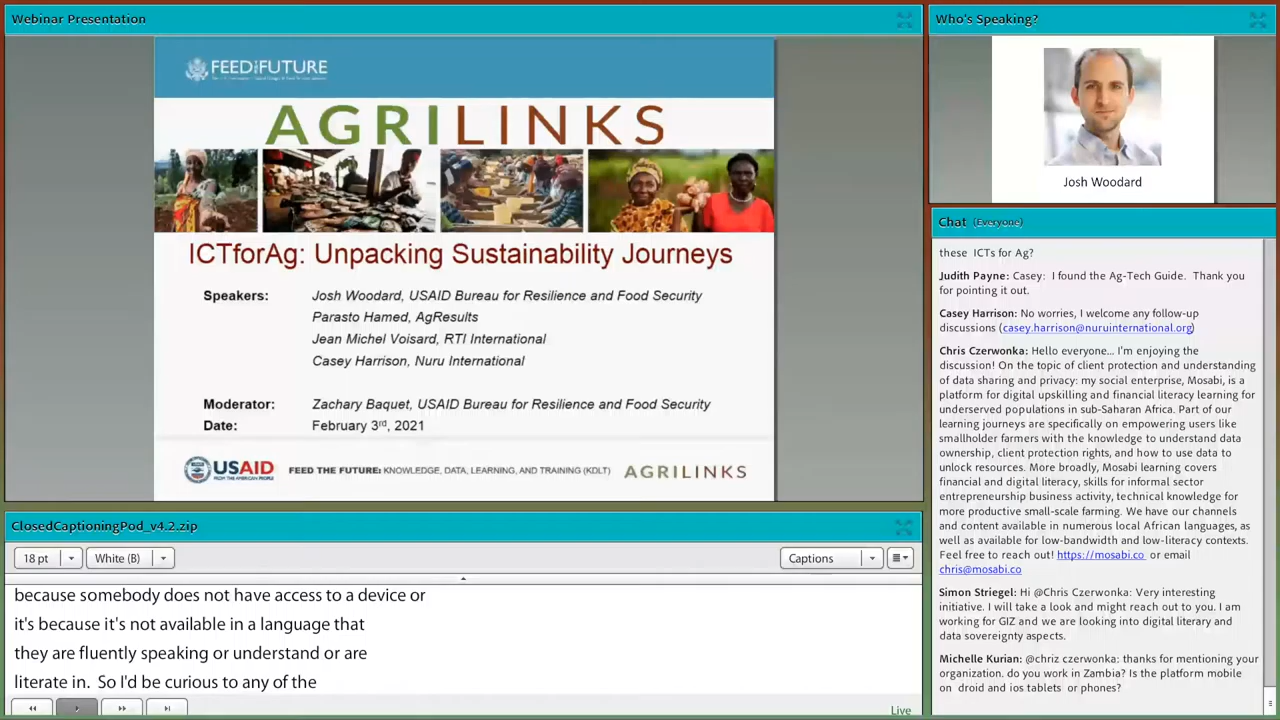 Webinar Presentation
FEED THE FUTURE
AGRILINKS
ICTforAg: Unpacking Sustainability Journeys
Speakers: Josh Woodard, USAID Bureau for Resilience and Food Security
Parasto Hamed, AgResults
Jean Michel Voisard, RTI International
Casey Harrison, Nuru International
Moderator: Zachary Baquet, USAID Bureau for Resilience and Food Security
Date: February 3rd, 2021
USAID
FROM THE AMERICAN PEOPLE
FEED THE FUTURE: KNOWLEDGE, DATA, LEARNING, AND TRAINING (KDLT)
AGRILINKS
ClosedCaptioningPod_v4.2.zip
18 pt
White (B)
Captions
because somebody does not have access to a device or
it's because it's not available in a language that
they are fluently speaking or understand or are
literate in.  So I'd be curious to any of the
Live
Who's Speaking?
Josh Woodard
Chat (Everyone)
these ICTs for Ag?
Judith Payne: Casey: I found the Ag-Tech Guide. Thank you
for pointing it out.
Casey Harrison: No worries, I welcome any follow-up
discussions (casey.harrison@nuruinternational.org)
Chris Czerwonka: Hello everyone... I'm enjoying the
discussion! On the topic of client protection and understanding
of data sharing and privacy: my social enterprise, Mosabi, is a
platform for digital upskilling and financial literacy learning for
underserved populations in sub-Saharan Africa. Part of our
learning journeys are specifically on empowering users like
smallholder farmers with the knowledge to understand data
ownership, client protection rights, and how to use data to
unlock resources. More broadly, Mosabi learning covers
financial and digital literacy, skills for informal sector
entrepreneurship business activity, technical knowledge for
more productive small-scale farming. We have our channels
and content available in numerous local African languages, as
well as available for low-bandwidth and low-literacy contexts.
Feel free to reach out! https://mosabi.co or email
chris@mosabi.co
Simon Striegel: Hi @Chris Czerwonka: Very interesting
initiative. I will take a look and might reach out to you. I am
working for GIZ and we are looking into digital literary and
data sovereignty aspects.
Michelle Kurian: @chriz czerwonka: thanks for mentioning your
organization. do you work in Zambia? Is the platform mobile
on droid and ios tablets or phones?